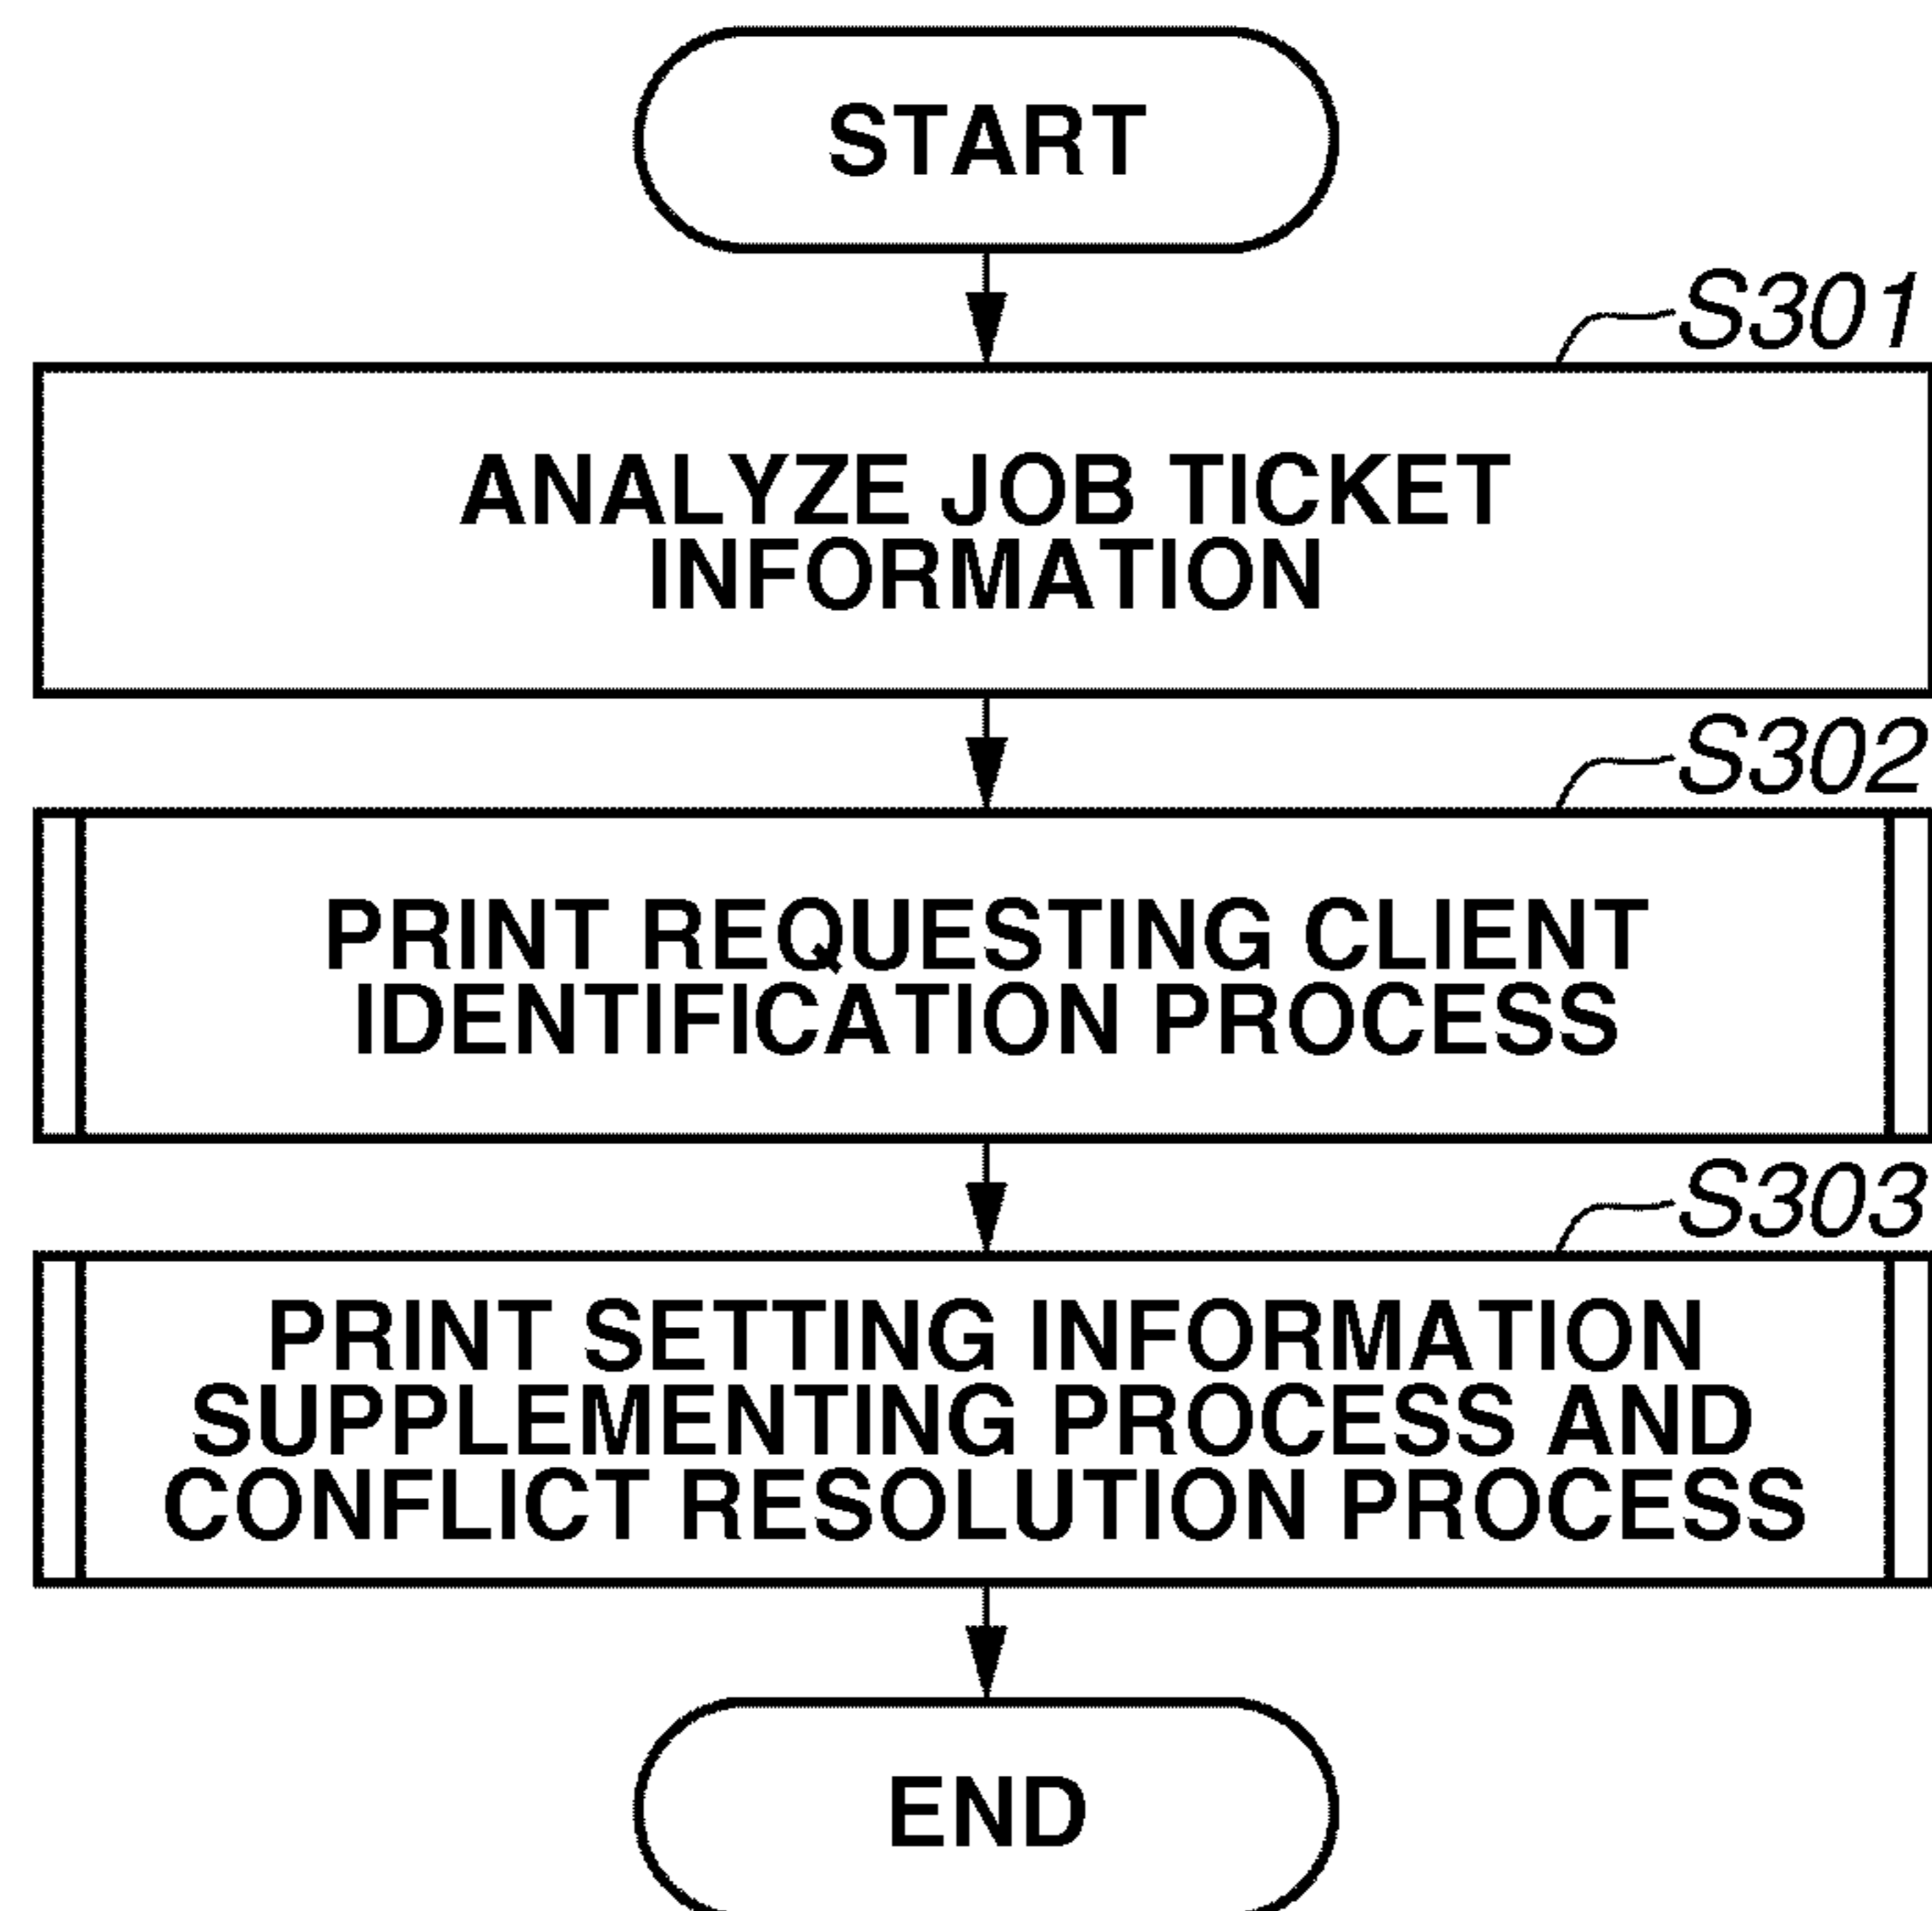 START
S301
ANALYZE JOB TICKET
INFORMATION
S302
PRINT REQUESTING CLIENT
IDENTIFICATION PROCESS
S303
PRINT SETTING INFORMATION
SUPPLEMENTING PROCESS AND
CONFLICT RESOLUTION PROCESS
END